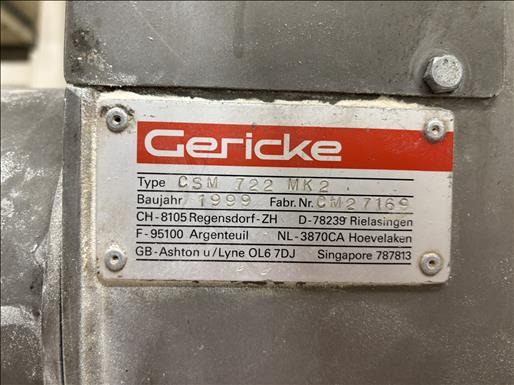 Gericke
Type CSM 722 MK2
Baujahr 1999 Fabr. Nr. CM27169
CH-8105 Regensdorf-ZH D-78239 Rielasingen
F-95100 Argenteuil NL-3870CA Hoevelaken
GB-Ashton u/Lyne OL6 7DJ Singapore 787813